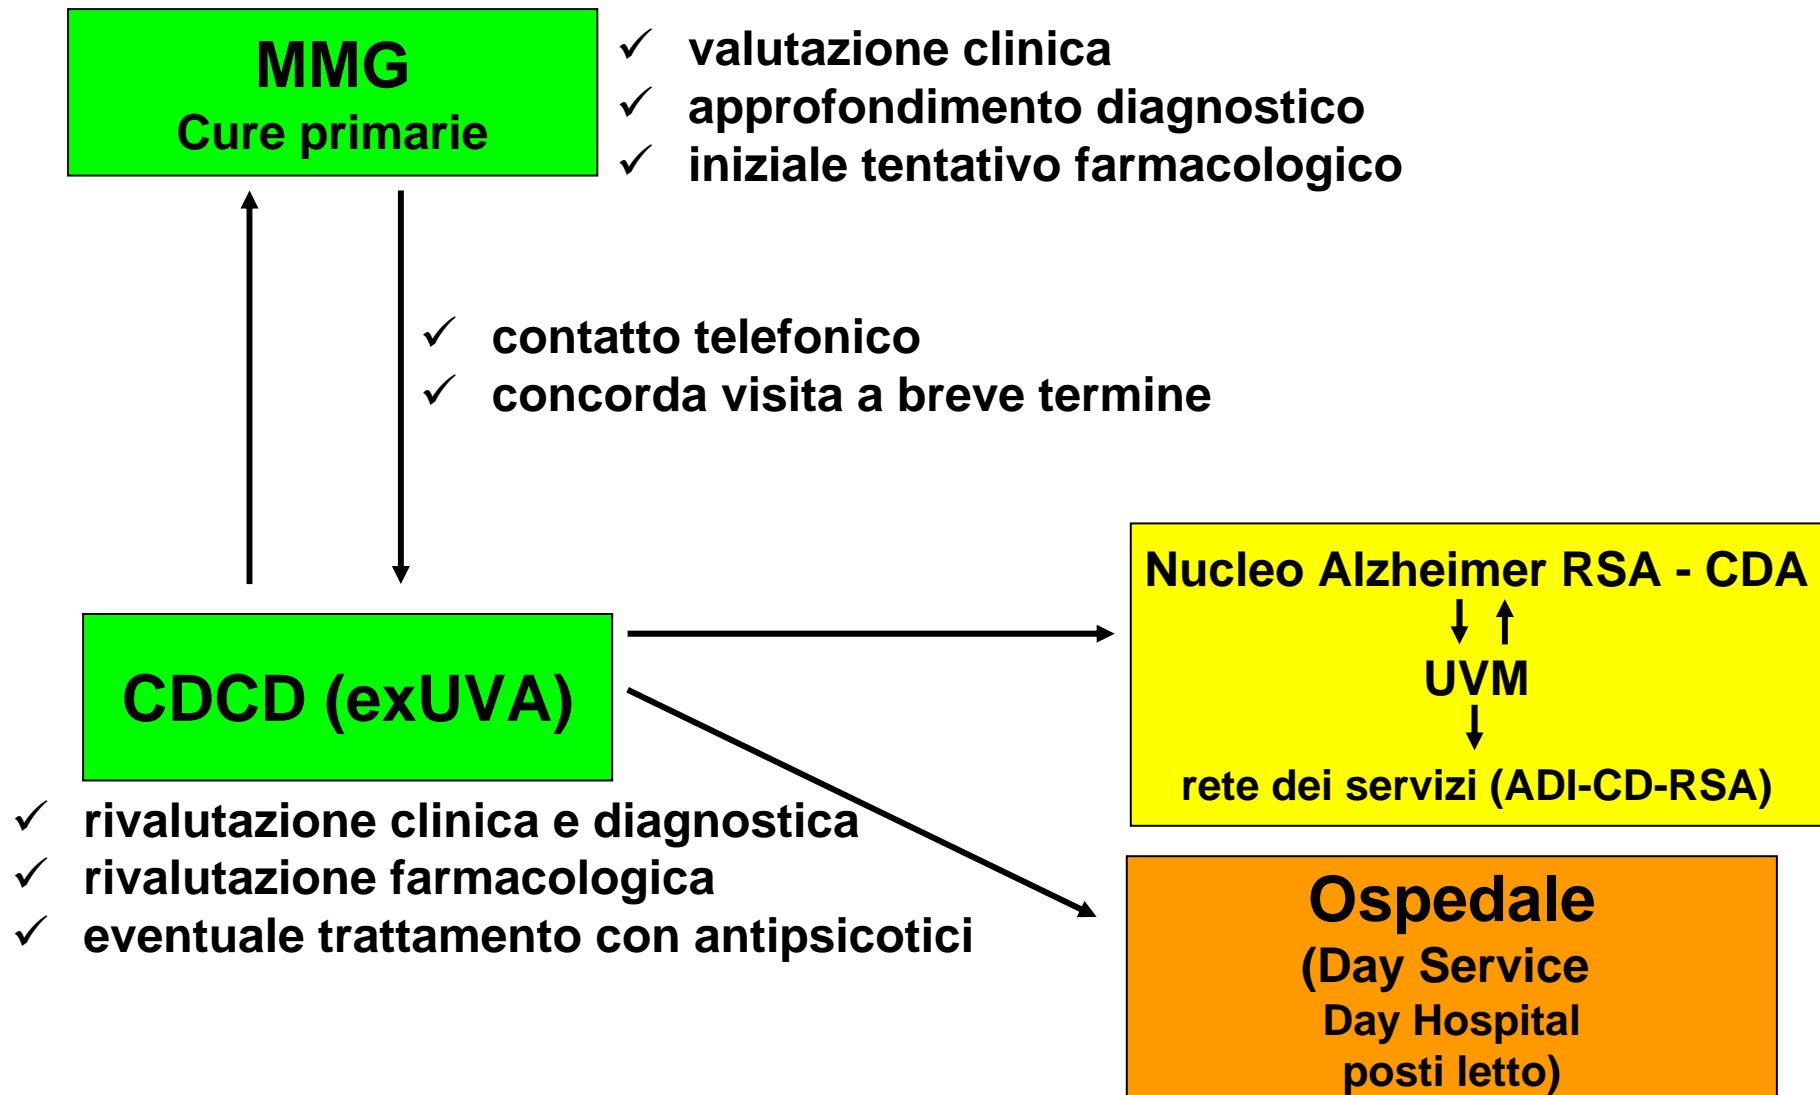 MMG
Cure primarie
✓ valutazione clinica
✓ approfondimento diagnostico
✓ iniziale tentativo farmacologico
✓ contatto telefonico
✓ concorda visita a breve termine
CDCD (exUVA)
✓ rivalutazione clinica e diagnostica
✓ rivalutazione farmacologica
✓ eventuale trattamento con antipsicotici
Nucleo Alzheimer RSA - CDA
UVM
rete dei servizi (ADI-CD-RSA)
Ospedale
(Day Service
Day Hospital
posti letto)